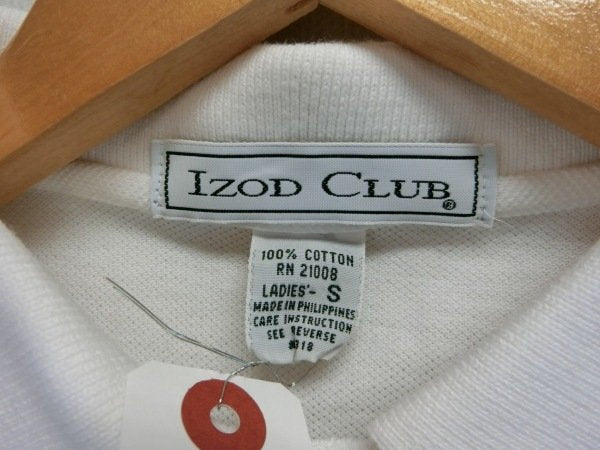 IZOD CLUB®
100% COTTON
RN 21008
LADIES'- S
MADE IN PHILIPPINES
CARE INSTRUCTION
SEE REVERSE